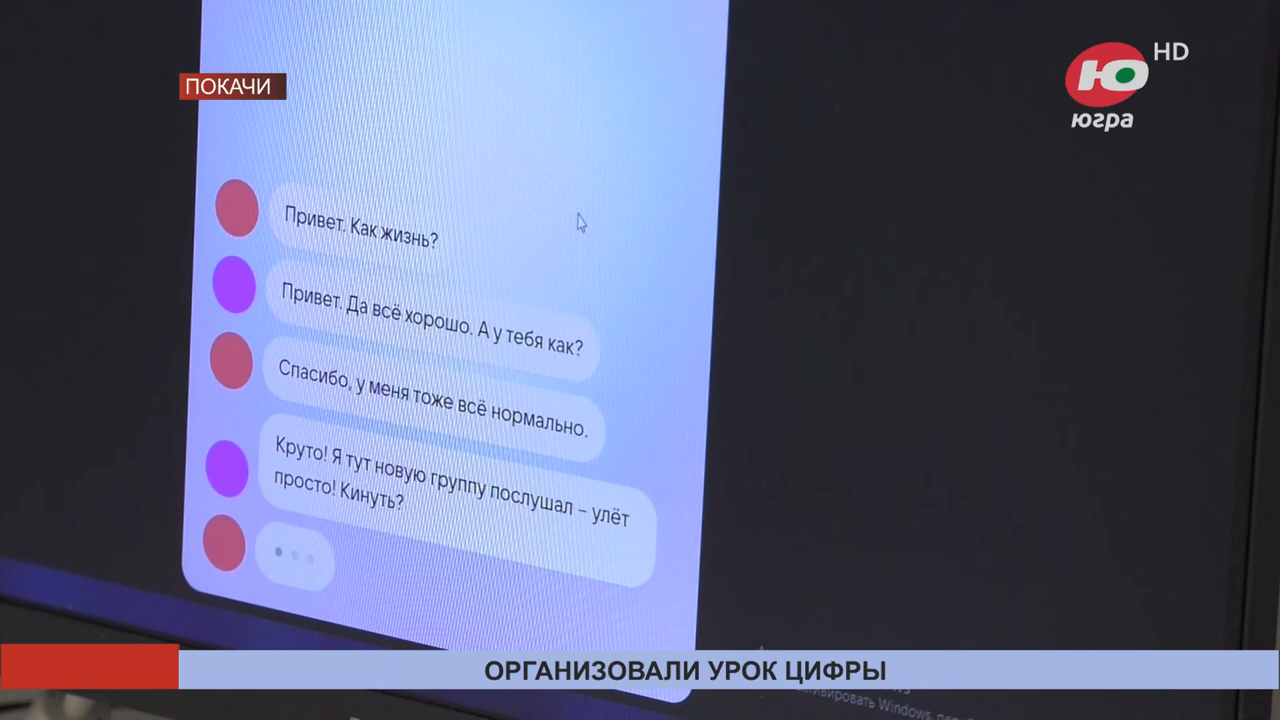 HD
ПОКАЧИ
Ю
югра
Привет. Как жизнь?
Привет. Да всё хорошо. А у тебя как?
Спасибо, у меня тоже всё нормально.
Круто! Я тут новую группу послушал – улёт
просто! Кинуть?
ОРГАНИЗОВАЛИ УРОК ЦИФРЫ
Windows,